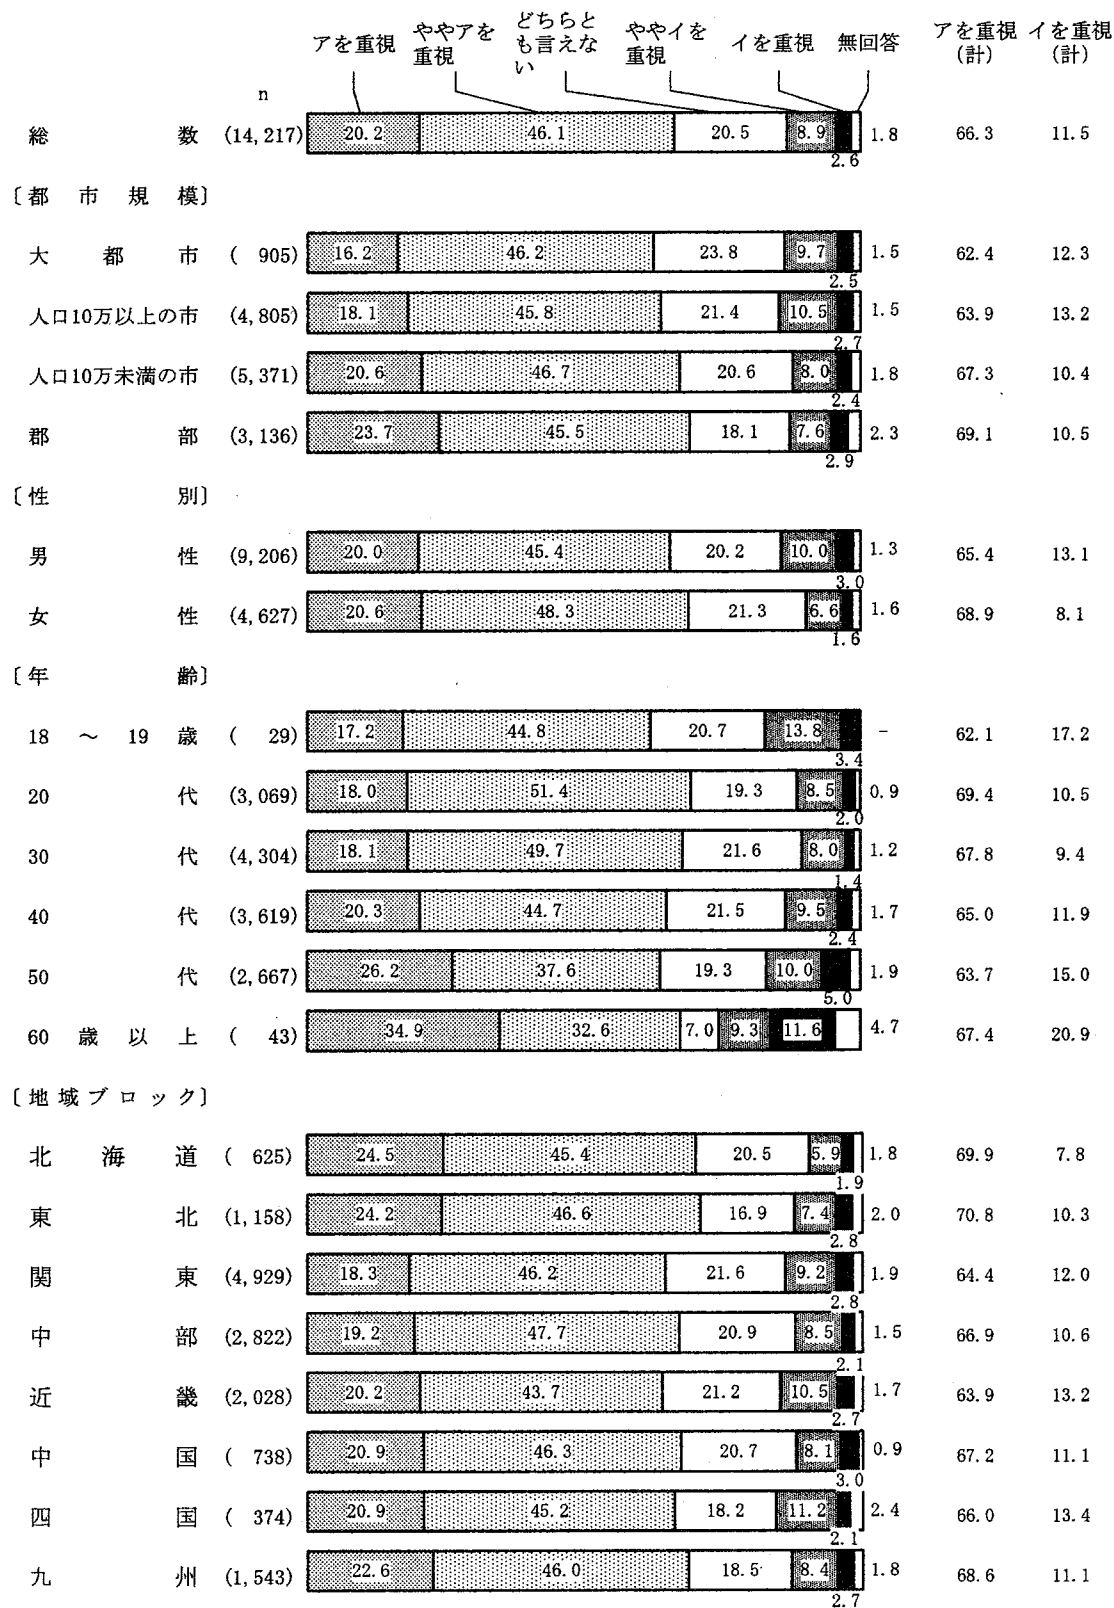 アを重視 ややアを重視 どちらとも言えない ややイを重視 イを重視 無回答 アを重視(計) イを重視(計)
n
総数 (14,217) 20.2 46.1 20.5 8.9 2.6 1.8 66.3 11.5
〔都市規模〕
大都市 ( 905) 16.2 46.2 23.8 9.7 2.5 1.5 62.4 12.3
人口10万以上の市 (4,805) 18.1 45.8 21.4 10.5 2.7 1.5 63.9 13.2
人口10万未満の市 (5,371) 20.6 46.7 20.6 8.0 2.4 1.8 67.3 10.4
郡部 (3,136) 23.7 45.5 18.1 7.6 2.9 2.3 69.1 10.5
〔性別〕
男性 (9,206) 20.0 45.4 20.2 10.0 3.0 1.3 65.4 13.1
女性 (4,627) 20.6 48.3 21.3 6.6 1.6 1.6 68.9 8.1
〔年齢〕
18～19歳 ( 29) 17.2 44.8 20.7 13.8 3.4 - 62.1 17.2
20代 (3,069) 18.0 51.4 19.3 8.5 2.0 0.9 69.4 10.5
30代 (4,304) 18.1 49.7 21.6 8.0 1.4 1.2 67.8 9.4
40代 (3,619) 20.3 44.7 21.5 9.5 2.4 1.7 65.0 11.9
50代 (2,667) 26.2 37.6 19.3 10.0 5.0 1.9 63.7 15.0
60歳以上 ( 43) 34.9 32.6 7.0 9.3 11.6 4.7 67.4 20.9
〔地域ブロック〕
北海道 ( 625) 24.5 45.4 20.5 5.9 1.9 1.8 69.9 7.8
東北 (1,158) 24.2 46.6 16.9 7.4 2.8 2.0 70.8 10.3
関東 (4,929) 18.3 46.2 21.6 9.2 2.8 1.9 64.4 12.0
中部 (2,822) 19.2 47.7 20.9 8.5 2.1 1.5 66.9 10.6
近畿 (2,028) 20.2 43.7 21.2 10.5 2.7 1.7 63.9 13.2
中国 ( 738) 20.9 46.3 20.7 8.1 3.0 0.9 67.2 11.1
四国 ( 374) 20.9 45.2 18.2 11.2 2.1 2.4 66.0 13.4
九州 (1,543) 22.6 46.0 18.5 8.4 2.7 1.8 68.6 11.1